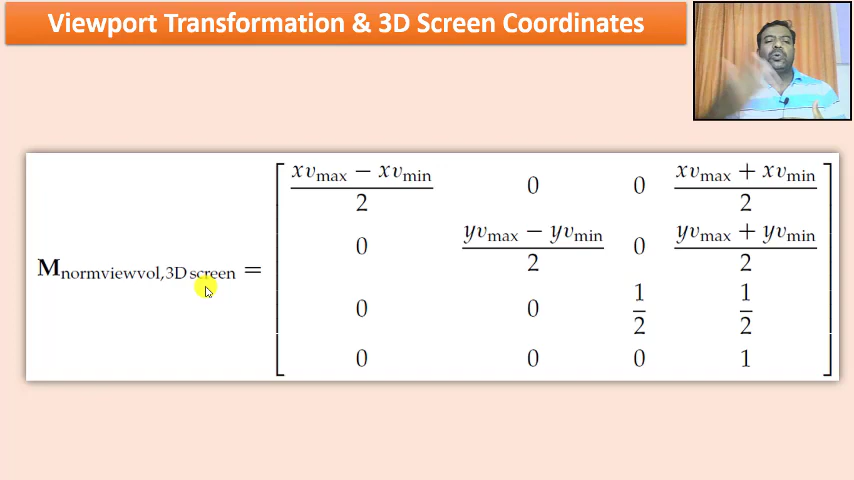 Viewport Transformation & 3D Screen Coordinates
xv_max − xv_min / 2   0   0   xv_max + xv_min / 2
0   yv_max − yv_min / 2   0   yv_max + yv_min / 2
M_normviewvol,3D screen =
0   0   1/2   1/2
0   0   0   1